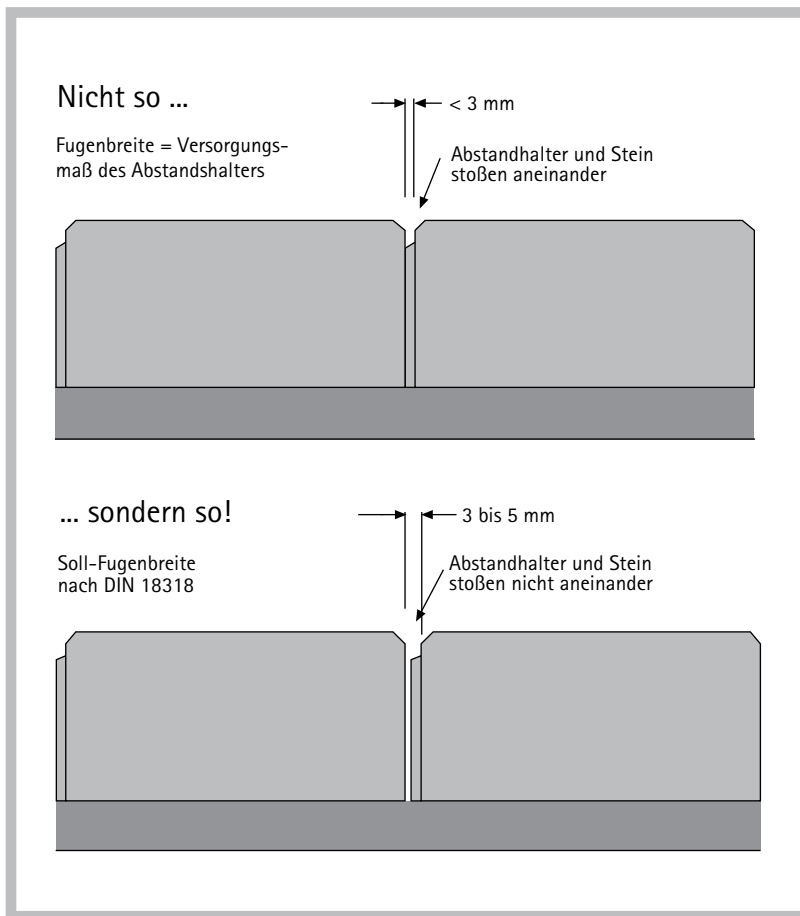 Nicht so ...
< 3 mm
Fugenbreite = Versorgungs-
maß des Abstandshalters
Abstandhalter und Stein
stoßen aneinander
... sondern so!
3 bis 5 mm
Soll-Fugenbreite
nach DIN 18318
Abstandhalter und Stein
stoßen nicht aneinander